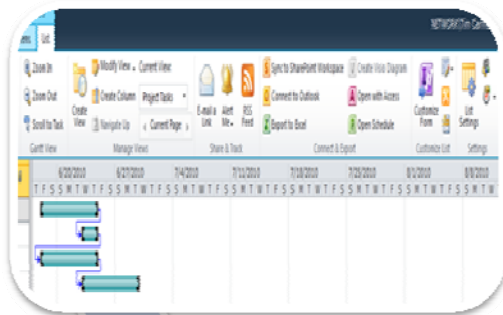 NETWORK\Tim
List
Zoom In
Zoom Out
Scroll to Task
Gantt View
Create View
Modify View
Create Column
Navigate Up
Current View:
Project Tasks
Current Page
Manage Views
E-mail a Link
Alert Me
RSS Feed
Share & Track
Sync to SharePoint Workspace
Connect to Outlook
Export to Excel
Create Visio Diagram
Open with Access
Open Schedule
Connect & Export
Customize Form
Customize List
List Settings
Settings
6/20/2010 6/27/2010 7/4/2010 7/11/2010 7/18/2010 7/25/2010 8/1/2010 8/8/2010
T F S S M T W T F S S M T W T F S S M T W T F S S M T W T F S S M T W T F S S M T W T F S S M T W T F S S M T W T